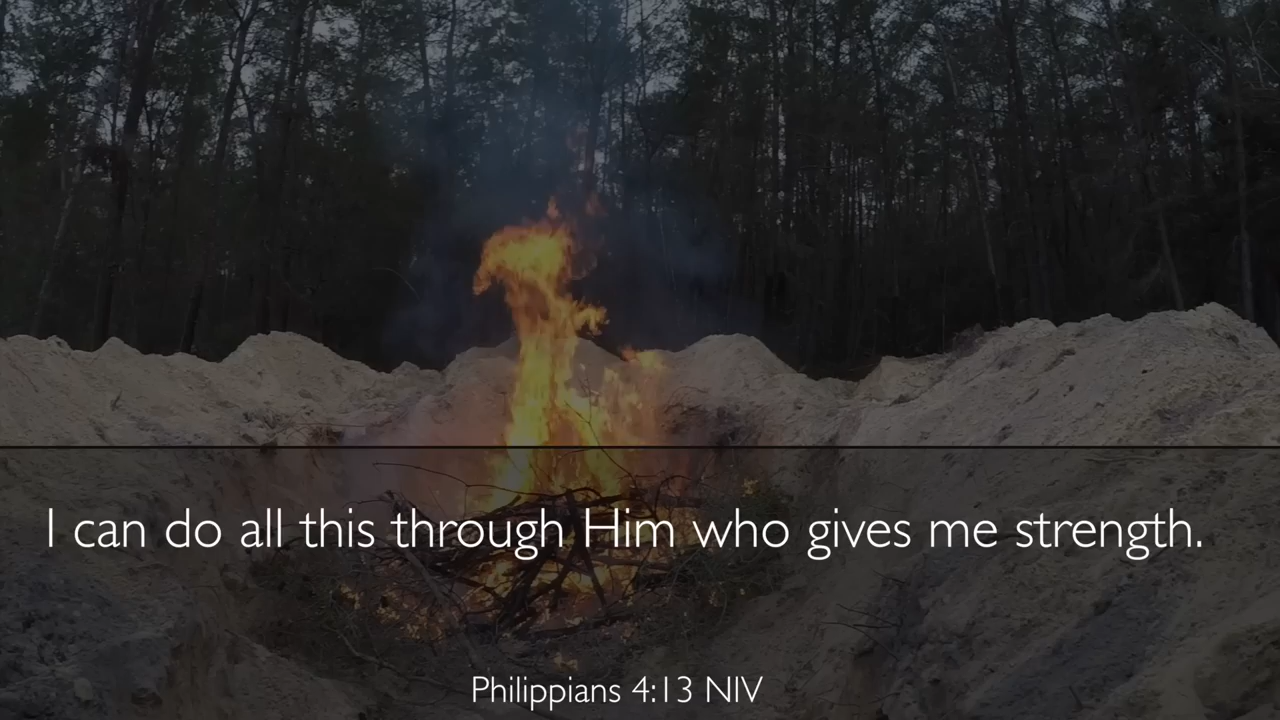 I can do all this through Him who gives me strength.
Philippians 4:13 NIV